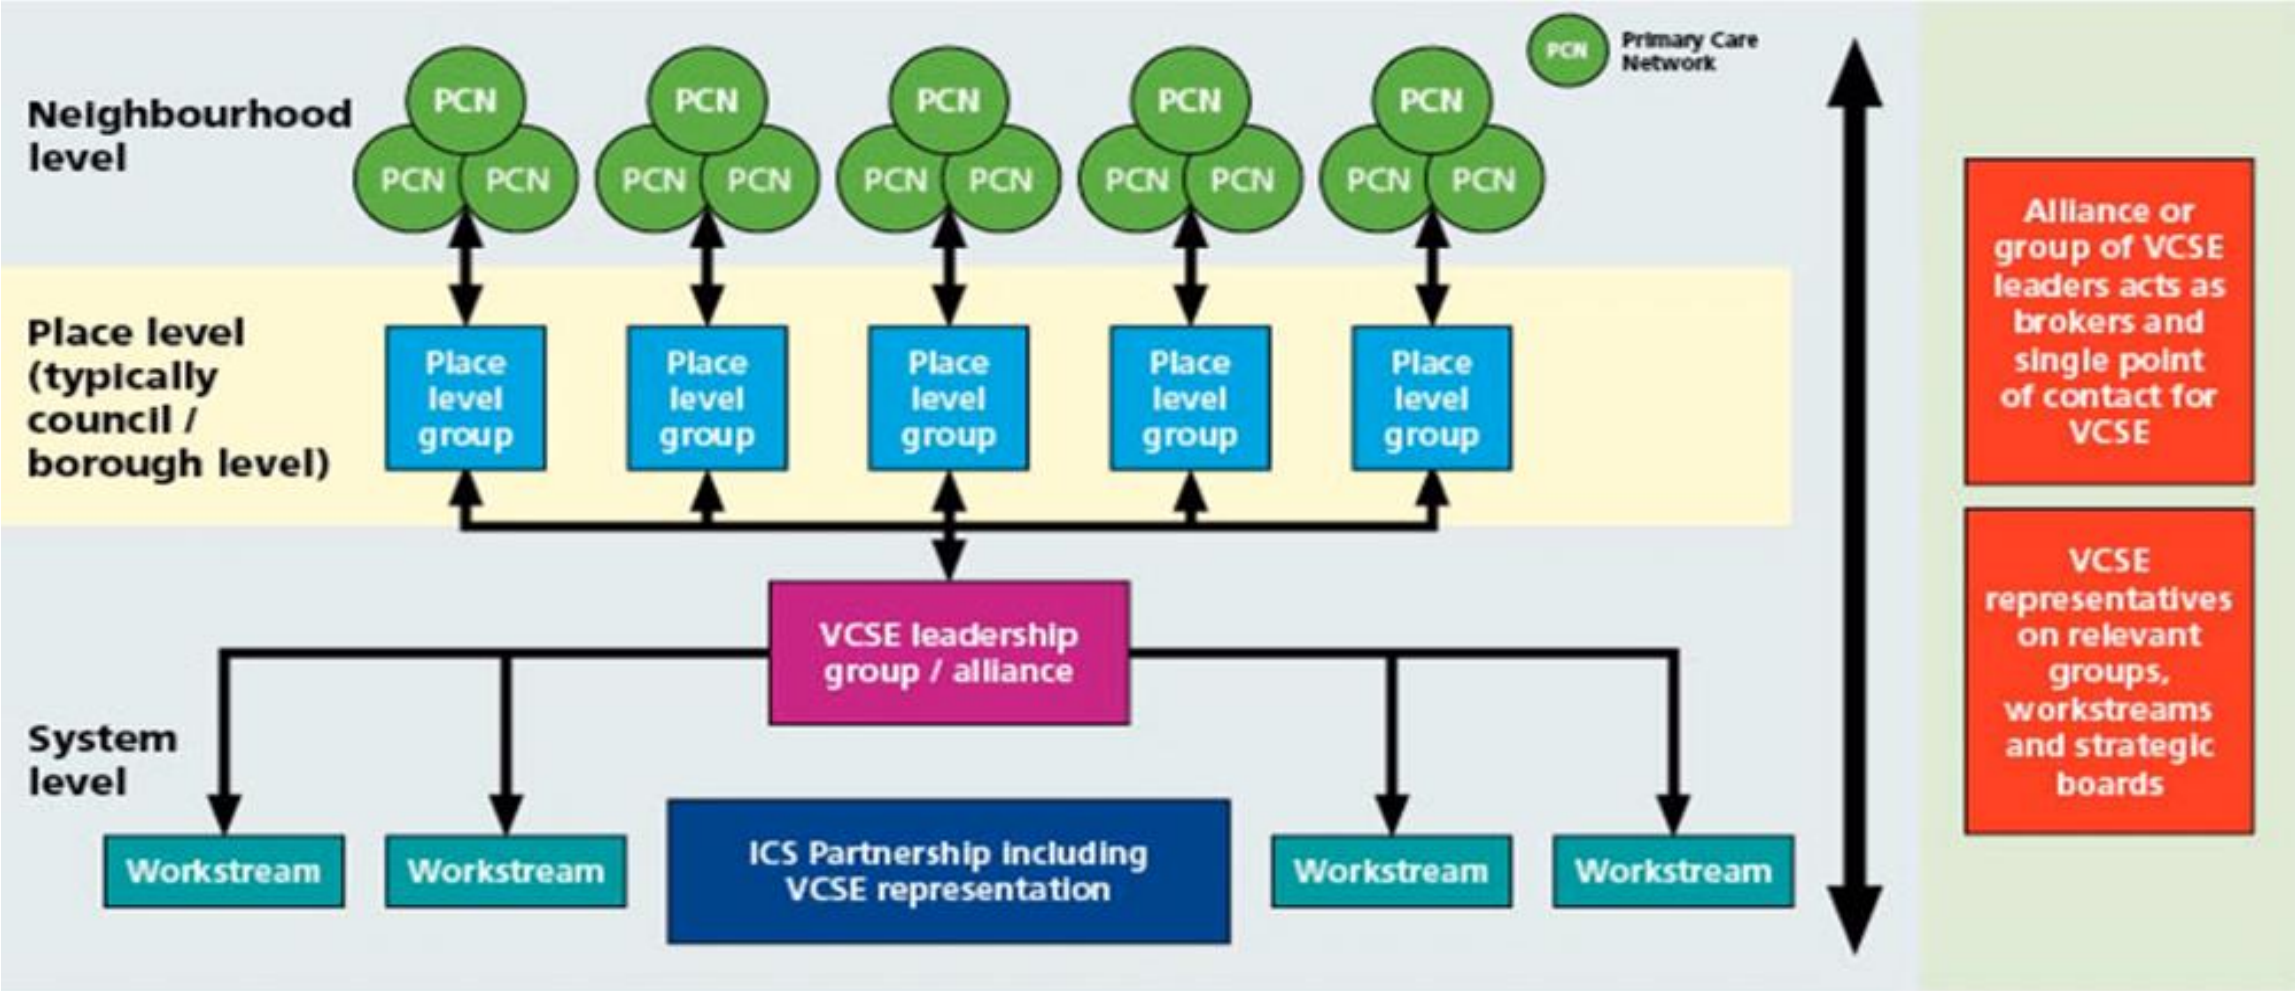 PCN
Primary Care
Network
Neighbourhood
level
PCN
PCN PCN
PCN
PCN PCN
PCN
PCN PCN
PCN
PCN PCN
PCN
PCN PCN
Place level
(typically
council /
borough level)
Place
level
group
Place
level
group
Place
level
group
Place
level
group
Place
level
group
System
level
VCSE leadership
group / alliance
Workstream
Workstream
ICS Partnership including
VCSE representation
Workstream
Workstream
Alliance or
group of VCSE
leaders acts as
brokers and
single point
of contact for
VCSE
VCSE
representatives
on relevant
groups,
workstreams
and strategic
boards